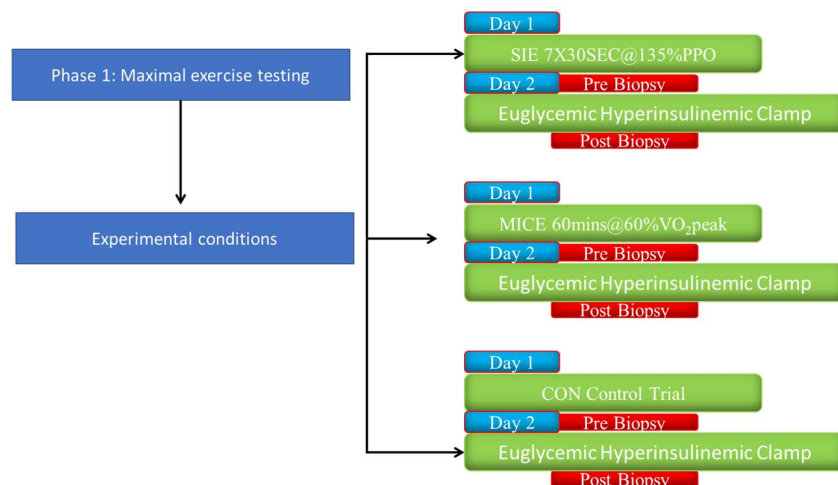 Phase 1: Maximal exercise testing
Experimental conditions
Day 1
SIE 7X30SEC@135%PPO
Day 2 Pre Biopsy
Euglycemic Hyperinsulinemic Clamp
Post Biopsy
Day 1
MICE 60mins@60%VO₂peak
Day 2 Pre Biopsy
Euglycemic Hyperinsulinemic Clamp
Post Biopsy
Day 1
CON Control Trial
Day 2 Pre Biopsy
Euglycemic Hyperinsulinemic Clamp
Post Biopsy